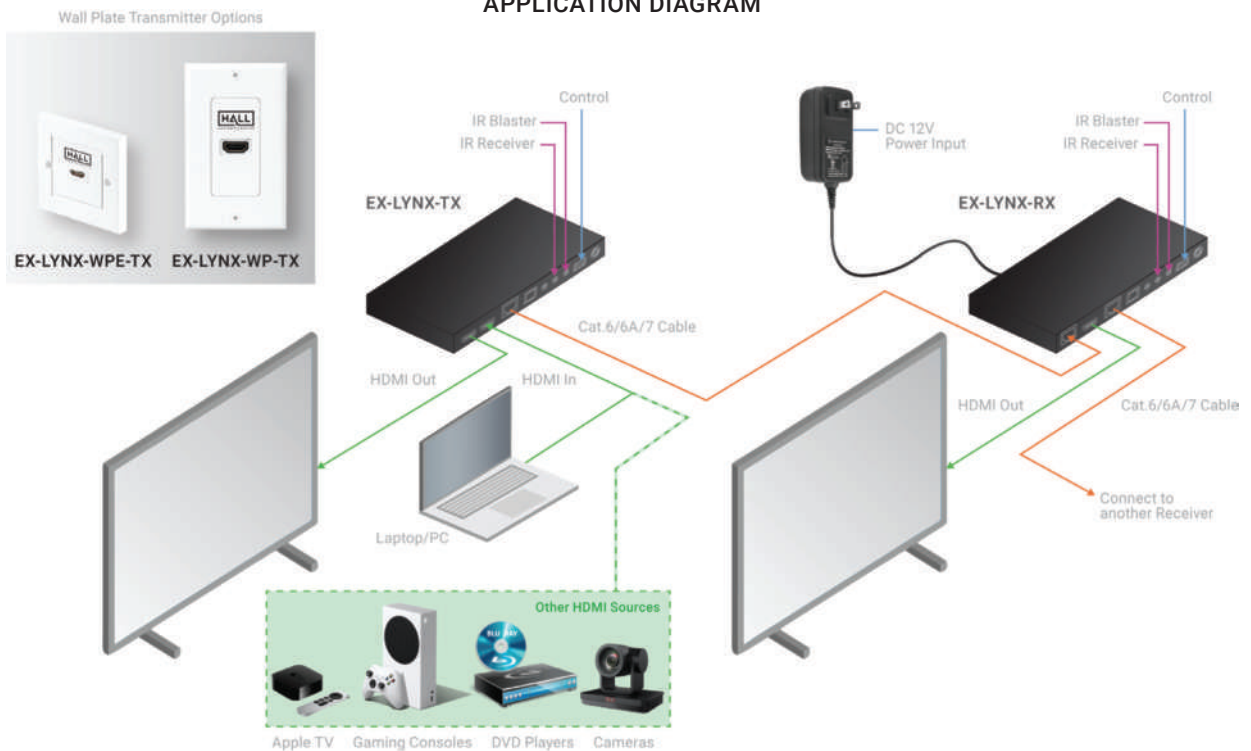 APPLICATION DIAGRAM
Wall Plate Transmitter Options
HALL
HALL
EX-LYNX-WPE-TX
EX-LYNX-WP-TX
Control
IR Blaster
IR Receiver
EX-LYNX-TX
DC 12V
Power Input
Control
IR Blaster
IR Receiver
EX-LYNX-RX
Cat.6/6A/7 Cable
HDMI Out
HDMI In
HDMI Out
Cat.6/6A/7 Cable
Laptop/PC
Connect to
another Receiver
Other HDMI Sources
BLU RAY
Apple TV
Gaming Consoles
DVD Players
Cameras